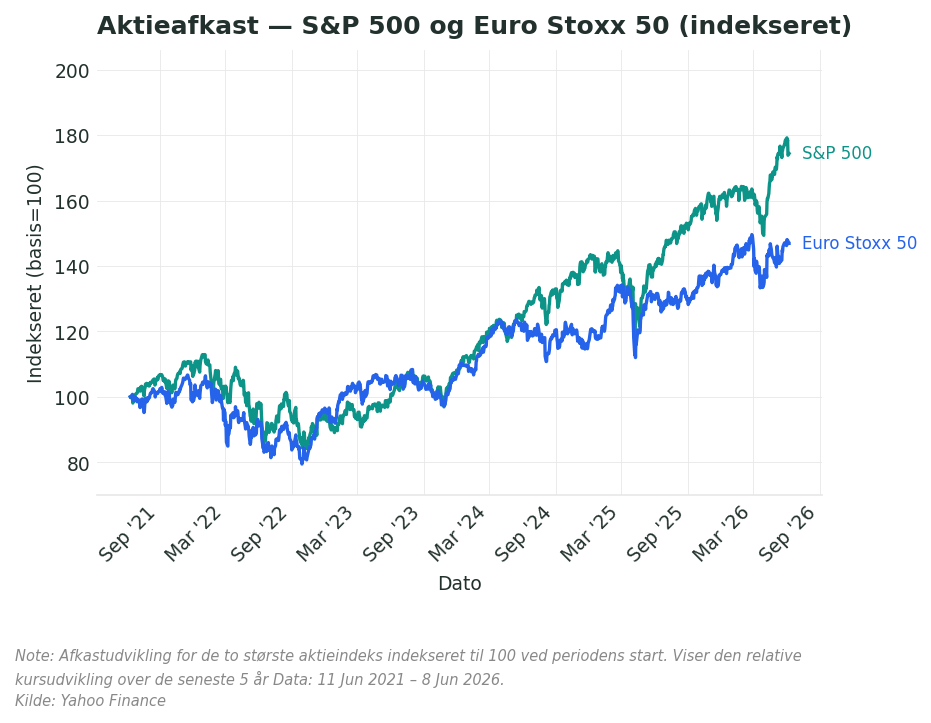 Aktieafkast — S&P 500 og Euro Stoxx 50 (indekseret)
Indekseret (basis=100)
200
180
160
140
120
100
80
S&P 500
Euro Stoxx 50
Sep '21
Mar '22
Sep '22
Mar '23
Sep '23
Mar '24
Sep '24
Mar '25
Sep '25
Mar '26
Sep '26
Dato
Note: Afkastudvikling for de to største aktieindeks indekseret til 100 ved periodens start. Viser den relative
kursudvikling over de seneste 5 år Data: 11 Jun 2021 – 8 Jun 2026.
Kilde: Yahoo Finance